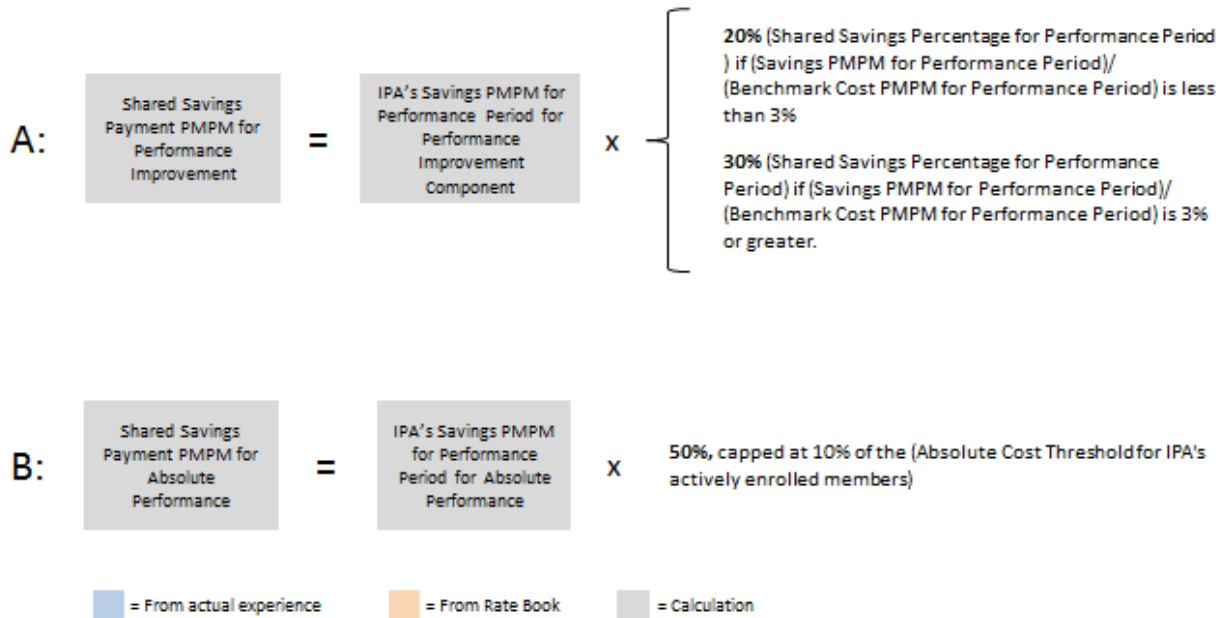 A:
Shared Savings
Payment PMPM for
Performance
Improvement
=
IPA's Savings PMPM for
Performance Period for
Performance
Improvement
Component
x
20% (Shared Savings Percentage for Performance Period
) if (Savings PMPM for Performance Period)/
(Benchmark Cost PMPM for Performance Period) is less
than 3%
30% (Shared Savings Percentage for Performance
Period) if (Savings PMPM for Performance Period)/
(Benchmark Cost PMPM for Performance Period) is 3%
or greater.
B:
Shared Savings
Payment PMPM for
Absolute
Performance
=
IPA's Savings PMPM
for Performance
Period for Absolute
Performance
x
50%, capped at 10% of the (Absolute Cost Threshold for IPA's
actively enrolled members)
= From actual experience
= From Rate Book
= Calculation